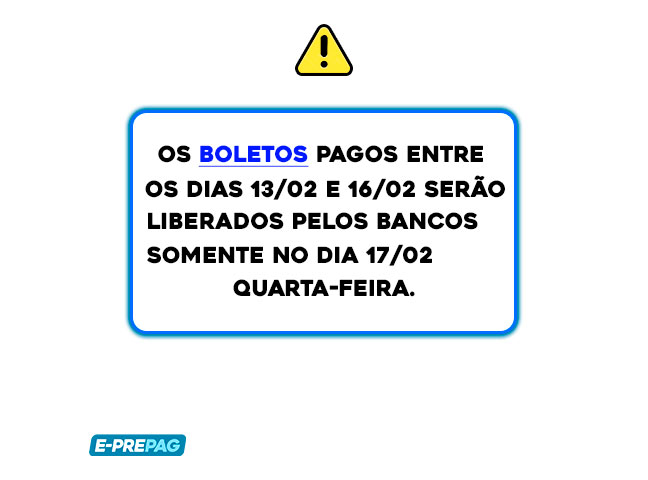 OS BOLETOS PAGOS ENTRE
OS DIAS 13/02 E 16/02 SERÃO
LIBERADOS PELOS BANCOS
SOMENTE NO DIA 17/02
QUARTA-FEIRA.
E-PREPAG